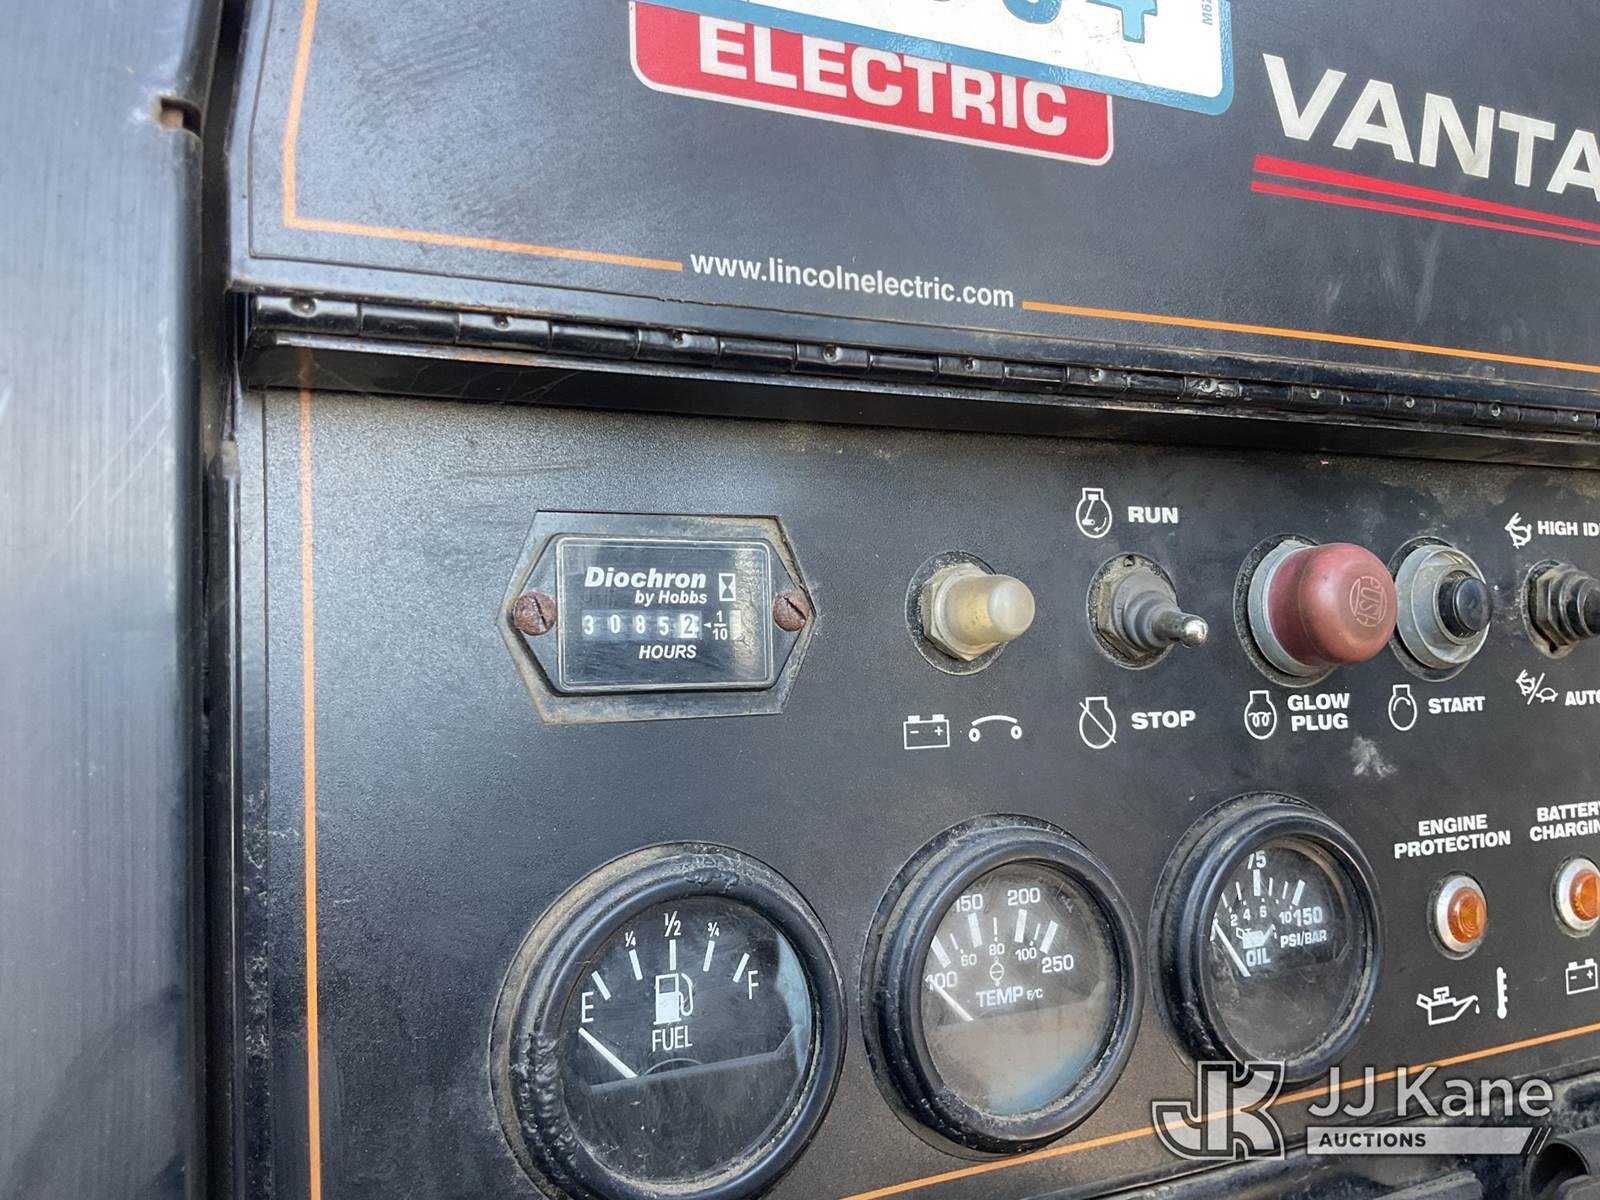 ELECTRIC
VANTA
www.lincolnelectric.com
RUN
HIGH ID
Diochron
by Hobbs
3 0 8 5 2 1/10
HOURS
STOP
GLOW
PLUG
START
AUTO
ENGINE
PROTECTION
BATTERY
CHARGIN
E 1/4 1/2 3/4 F
FUEL
100 150 200 250
60 80 100
TEMP F/C
75 150
2 4 6 10
PSI/BAR
OIL
JK JJ Kane
AUCTIONS